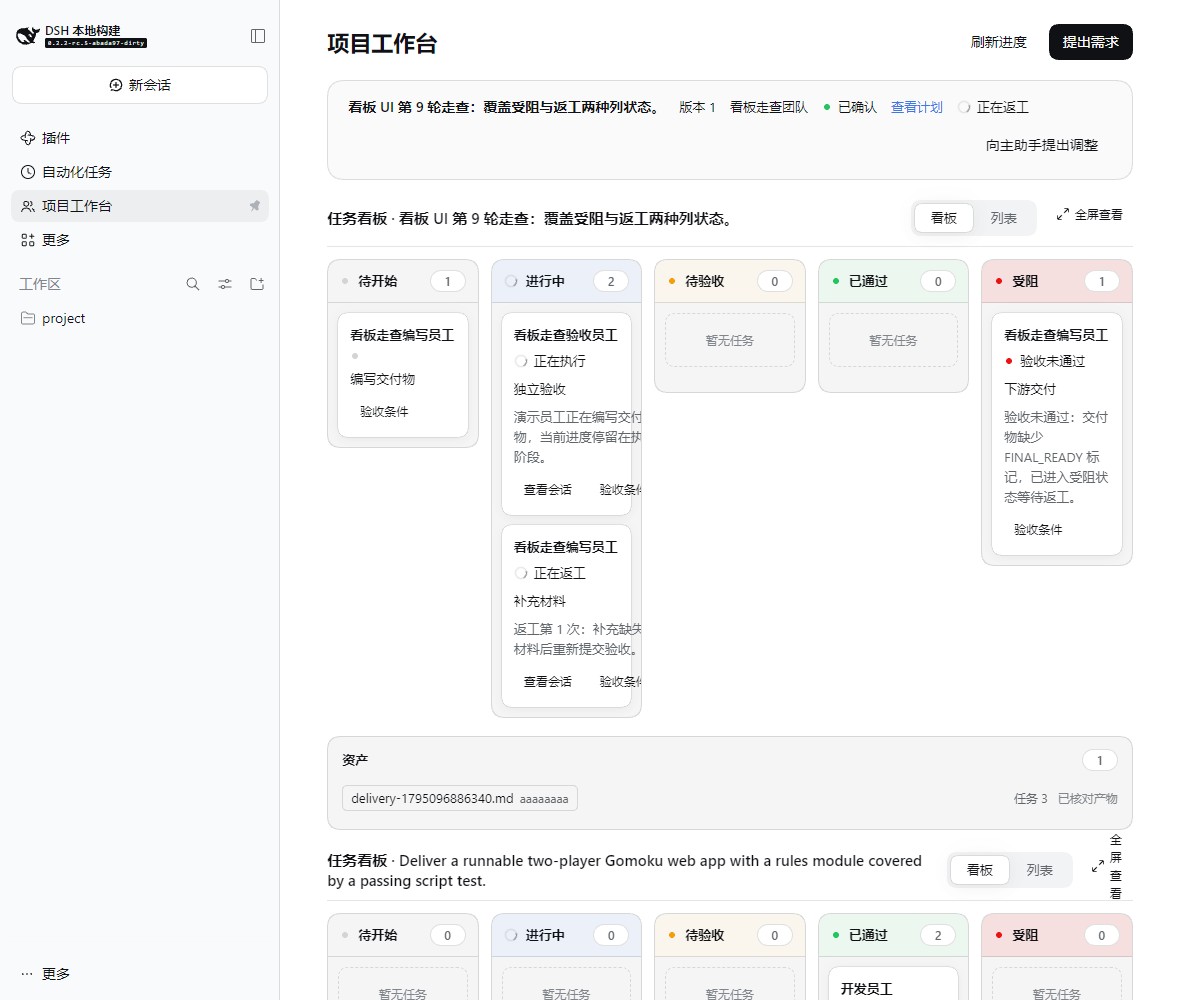 DSH 本地构建
0.3.2-rc.5-abada97-dirty
新会话
插件
自动化任务
项目工作台
更多
工作区
project
更多
项目工作台
刷新进度
提出需求
看板 UI 第 9 轮走查：覆盖受阻与返工两种列状态。 版本 1 看板走查团队 已确认 查看计划 正在返工
向主助手提出调整
任务看板 · 看板 UI 第 9 轮走查：覆盖受阻与返工两种列状态。
看板 列表 全屏查看
待开始 1
看板走查编写员工
编写交付物
验收条件
进行中 2
看板走查验收员工
正在执行
独立验收
演示员工正在编写交付
物，当前进度停留在执
阶段。
查看会话 验收条件
看板走查编写员工
正在返工
补充材料
返工第 1 次：补充缺失
材料后重新提交验收。
查看会话 验收条件
待验收 0
暂无任务
已通过 0
暂无任务
受阻 1
看板走查编写员工
验收未通过
下游交付
验收未通过：交付
物缺少
FINAL_READY 标
记，已进入受阻状
态等待返工。
验收条件
资产 1
delivery-1795096886340.md aaaaaaaa
任务 3 已核对产物
任务看板 · Deliver a runnable two-player Gomoku web app with a rules module covered
by a passing script test.
看板 列表
全
屏
查
看
待开始 0
暂无任务
进行中 0
暂无任务
待验收 0
暂无任务
已通过 2
开发员工
受阻 0
暂无任务